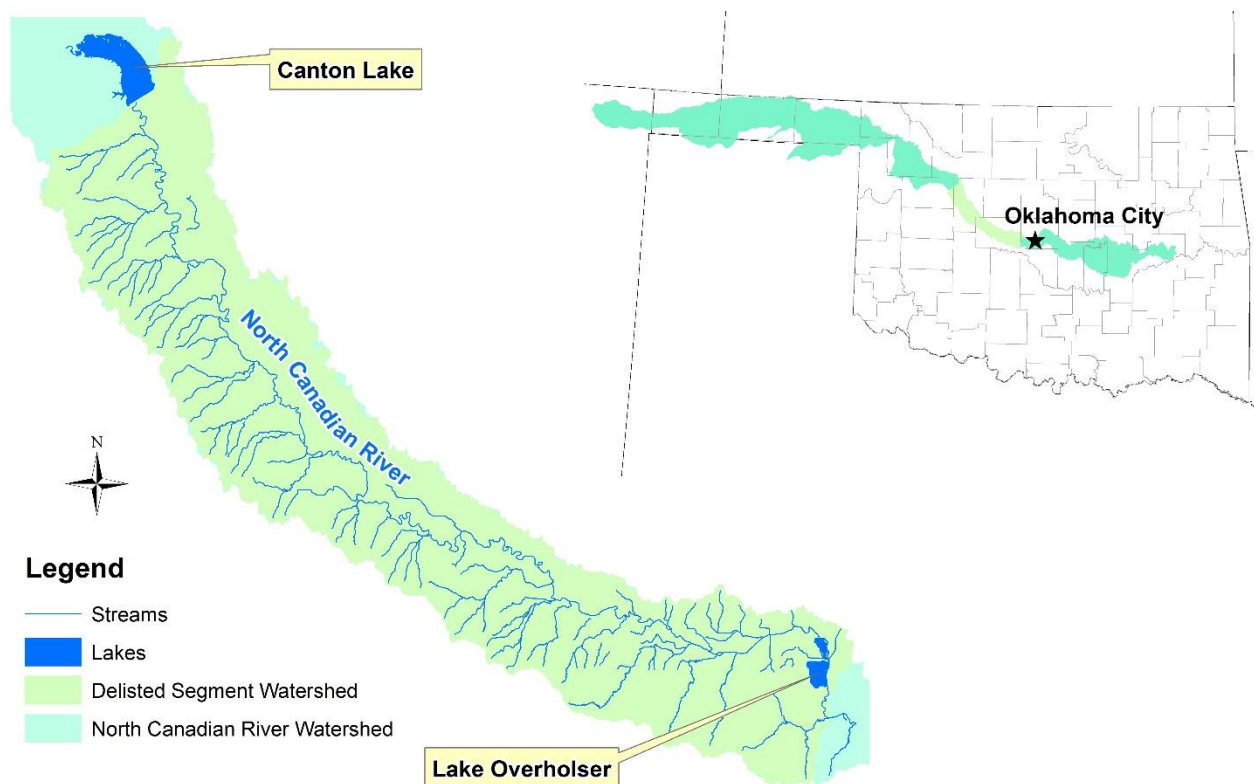 Canton Lake
Oklahoma City
North Canadian River
N
Legend
Streams
Lakes
Delisted Segment Watershed
North Canadian River Watershed
Lake Overholser